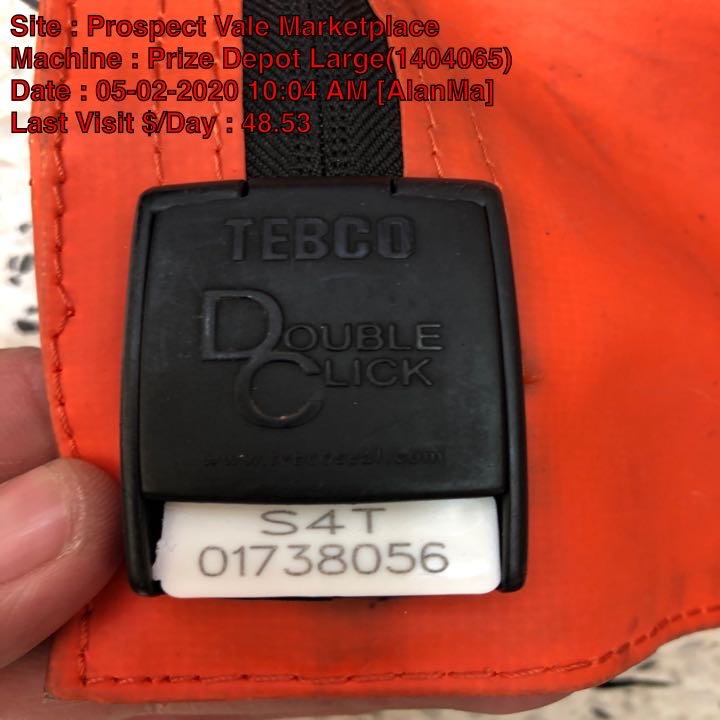 Site : Prospect Vale Marketplace
Machine : Prize Depot Large(1404065)
Date : 05-02-2020 10:04 AM [AlanMa]
Last Visit $/Day : 48.53
TEBCO
DOUBLE
CLICK
S4T
01738056